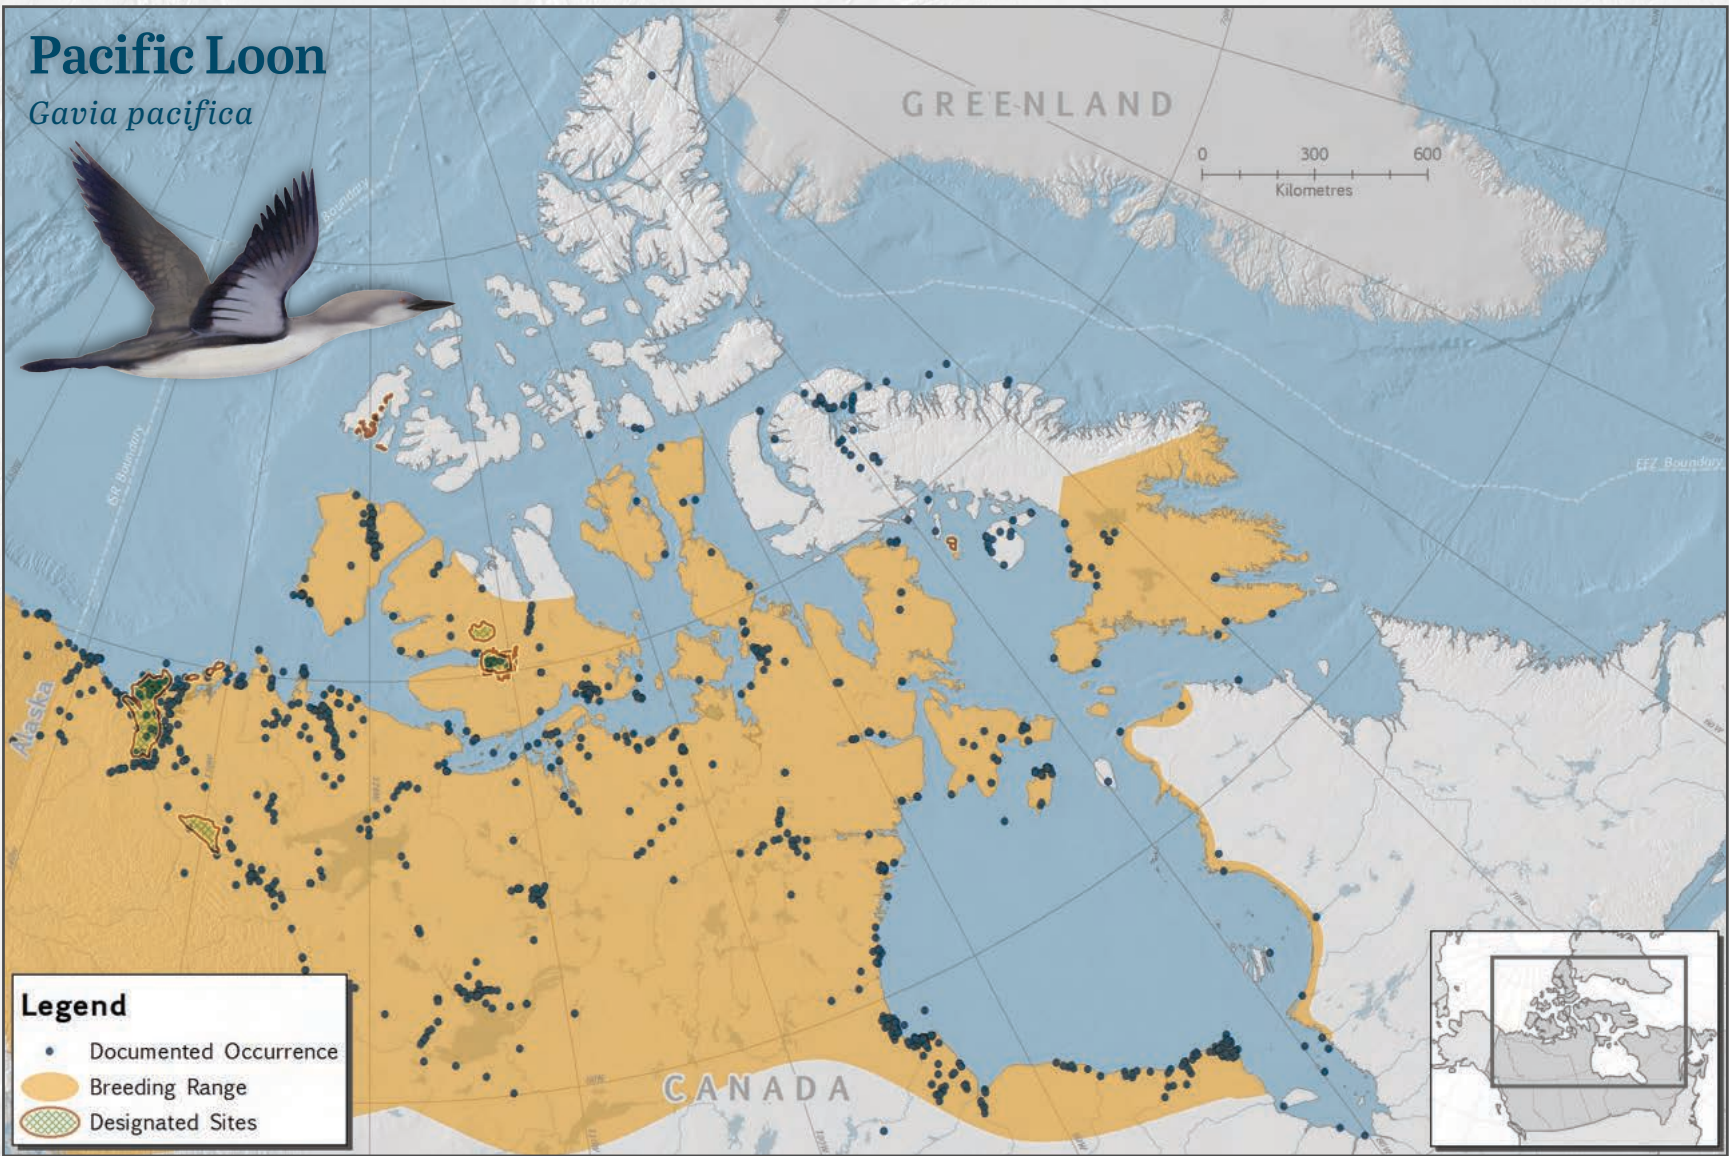 Pacific Loon
Gavia pacifica
GREENLAND
0 300 600
Kilometres
Boundary
ISR Boundary
EEZ Boundary
Alaska
CANADA
Legend
Documented Occurrence
Breeding Range
Designated Sites